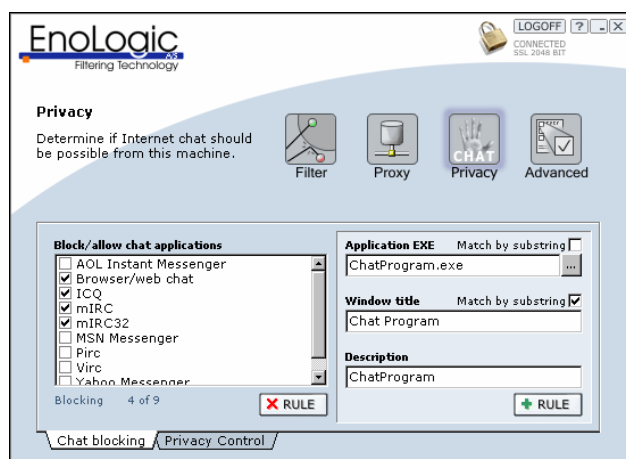 EnoLogic
AS
Filtering Technology
LOGOFF ?
CONNECTED
SSL 2048 BIT
Privacy
Determine if Internet chat should
be possible from this machine.
CHAT
Filter Proxy Privacy Advanced
Block/allow chat applications
AOL Instant Messenger
Browser/web chat
ICQ
mIRC
mIRC32
MSN Messenger
Pirc
Virc
Yahoo Messenger
Blocking 4 of 9
RULE
Application EXE Match by substring
ChatProgram.exe
...
Window title Match by substring
Chat Program
Description
ChatProgram
RULE
Chat blocking Privacy Control